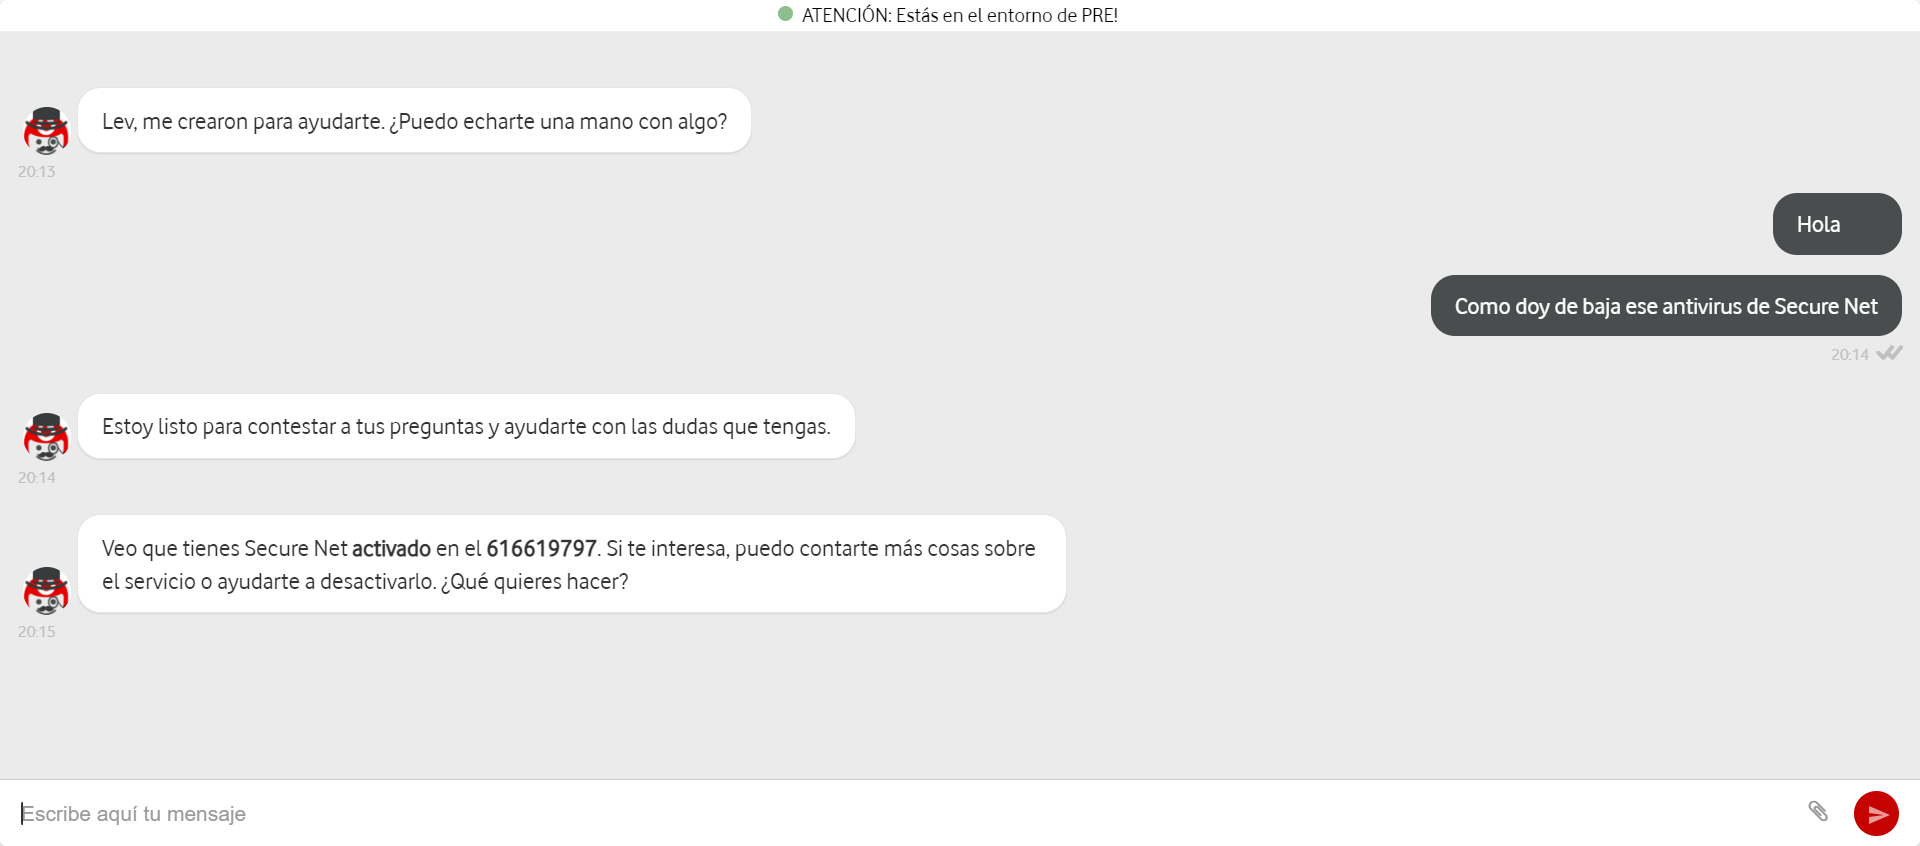 ATENCIÓN: Estás en el entorno de PRE!
Lev, me crearon para ayudarte. ¿Puedo echarte una mano con algo?
20:13
Hola
Como doy de baja ese antivirus de Secure Net
20:14
Estoy listo para contestar a tus preguntas y ayudarte con las dudas que tengas.
20:14
Veo que tienes Secure Net activado en el 616619797. Si te interesa, puedo contarte más cosas sobre
el servicio o ayudarte a desactivarlo. ¿Qué quieres hacer?
20:15
Escribe aquí tu mensaje